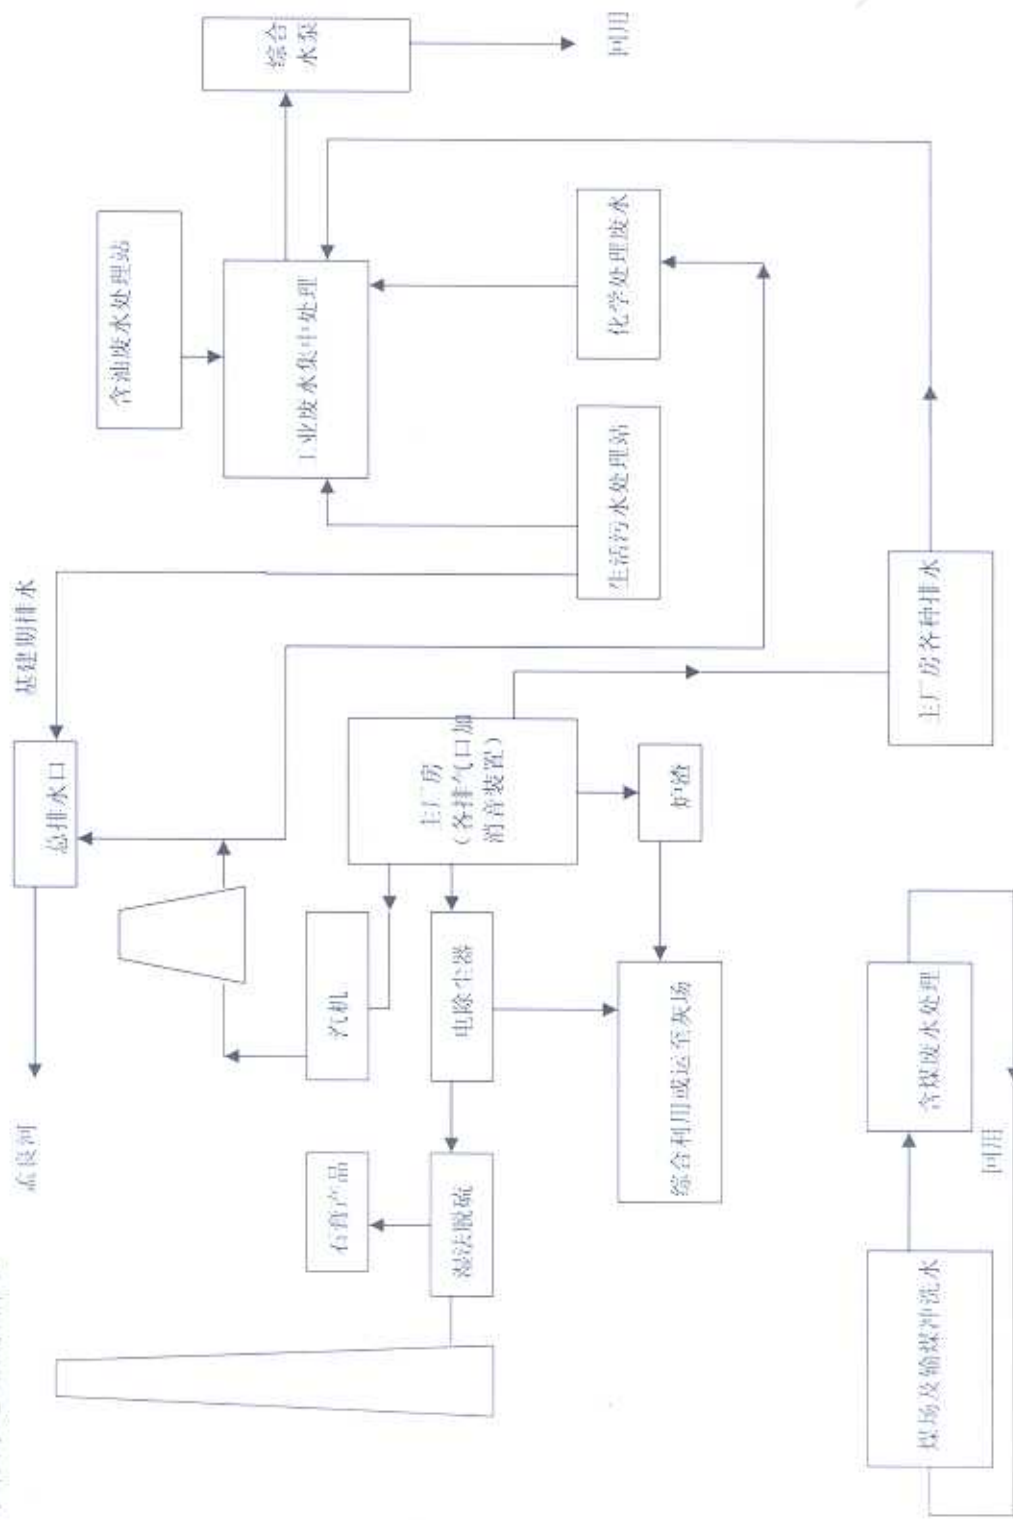 孟良河
基建期排水
总排水口
含油废水处理站
综合
水泵
石膏产品
汽机
工业废水集中处理
主厂房
（各排气口加
消音装置）
湿法脱硫
电除尘器
生活污水处理站
化学处理废水
回用
综合利用或运至灰场
炉渣
煤场及输煤冲洗水
含煤废水处理
主厂房各种排水
回用